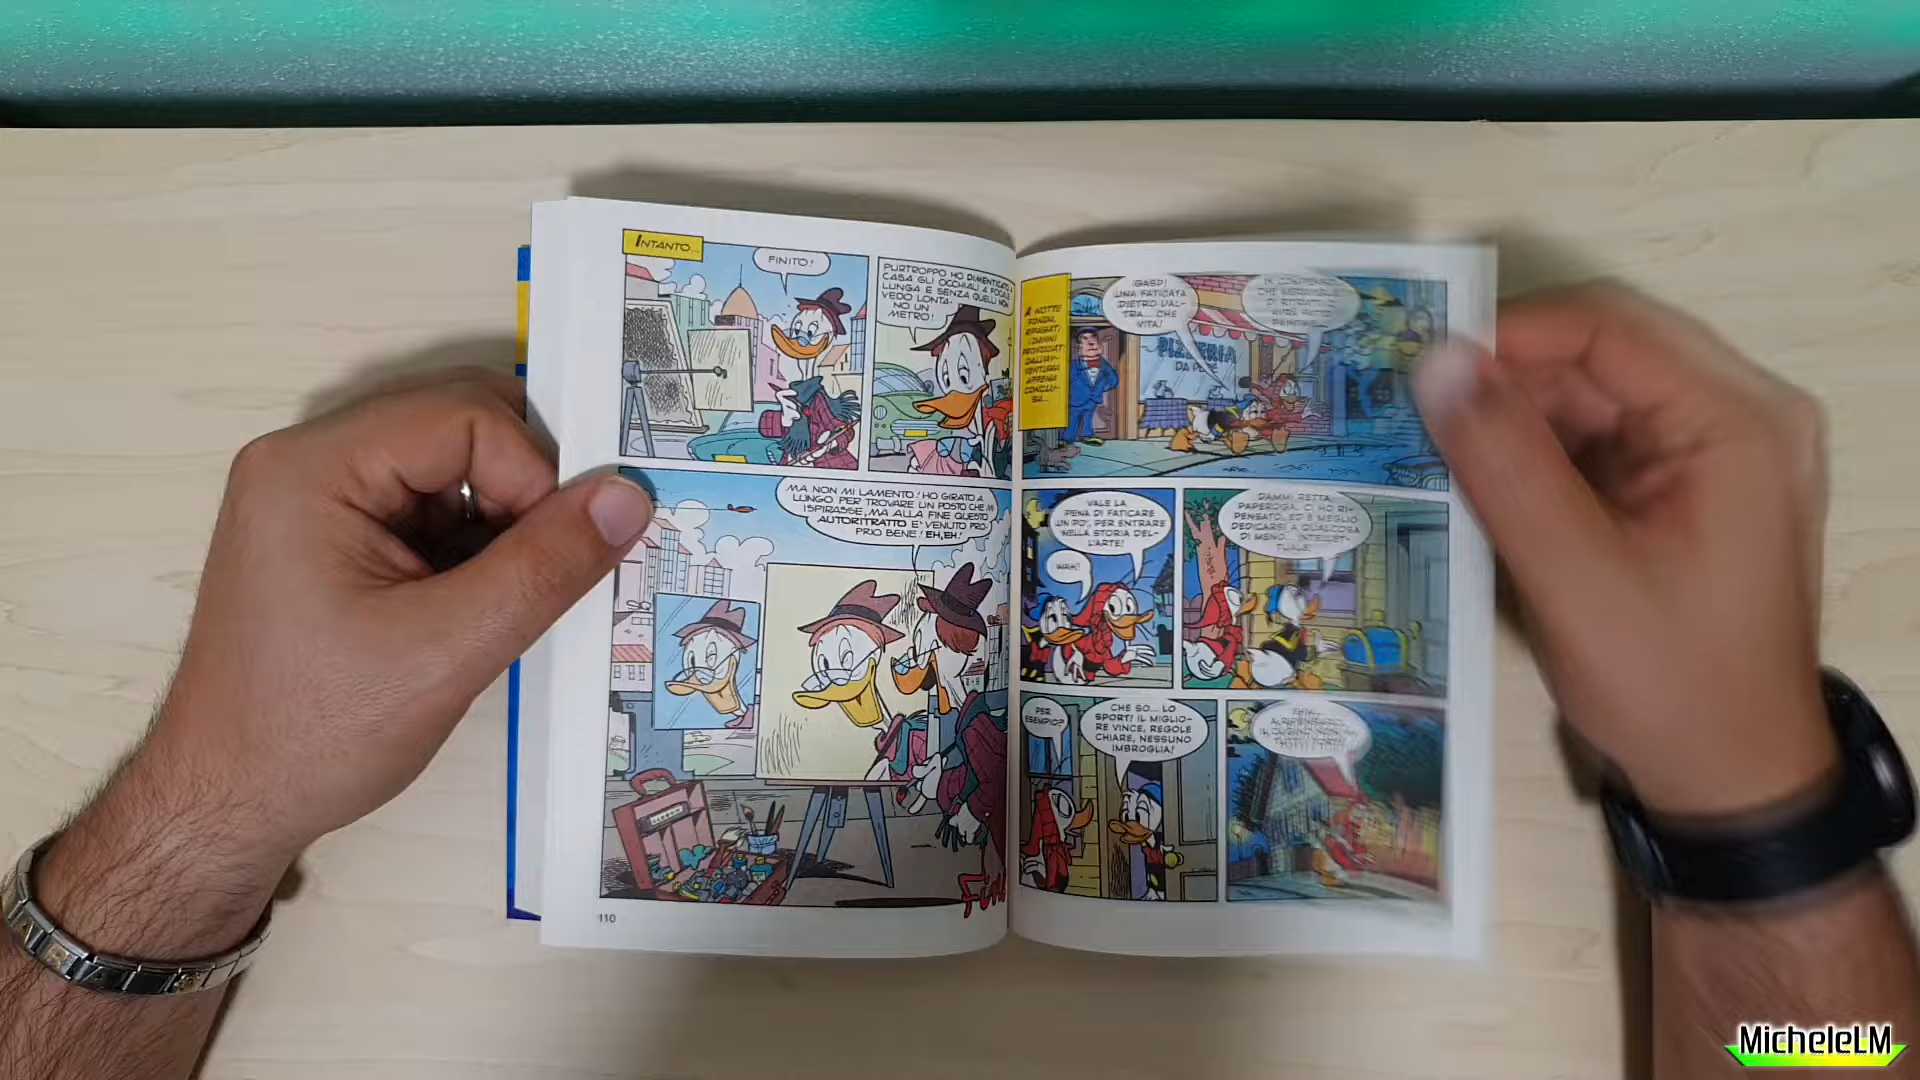 INTANTO...
FINITO!
PURTROPPO HO DIMENTICATO A
CASA GLI OCCHIALI A FOCALE
LUNGA E SENZA QUELLI NON
VEDO LONTA-
NO UN
METRO!
MA NON MI LAMENTO! HO GIRATO A
LUNGO PER TROVARE UN POSTO CHE MI
ISPIRASSE, MA ALLA FINE QUESTO
AUTORITRATTO E' VENUTO PRO-
PRIO BENE! EH, EH!
110
A NOTTE
FONDA,
RIPAGATI
I DANNI
PROVOCATI
DALL'AV-
VENTURA
APPENA
CONCLU-
SA...
GASP!
UNA FATICATA
DIETRO L'AL-
TRA... CHE
VITA!
PIZZERIA
VALE LA
PENA DI FATICARE
UN PO', PER ENTRARE
NELLA STORIA DEL-
L'ARTE!
DAMMI RETTA,
PAPEROGA, CI HO RI-
PENSATO, ED È MEGLIO
DEDICARSI A QUALCOSA
DI MENO... INTELLET-
TUALE!
PER
ESEMPIO?
CHE SO... LO
SPORT! IL MIGLIO-
RE VINCE, REGOLE
CHIARE, NESSUNO
IMBROGLIA!
MicheleLM